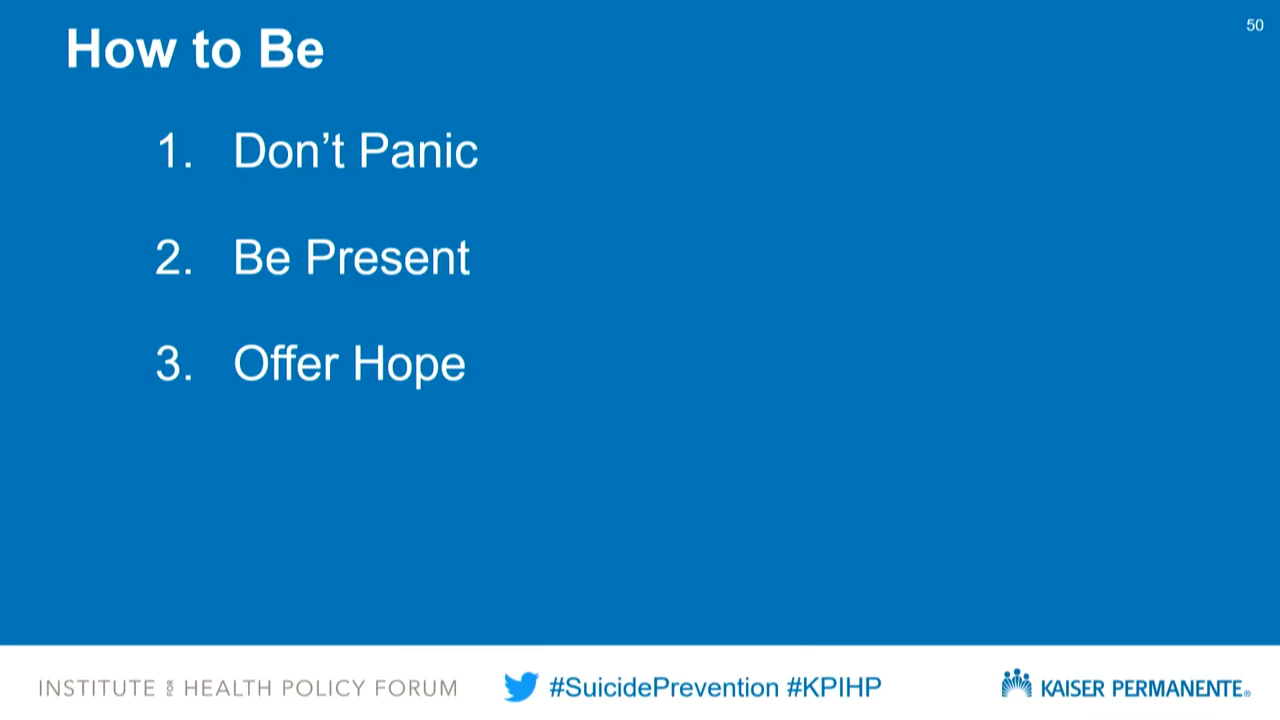 How to Be
50
1. Don't Panic
2. Be Present
3. Offer Hope
INSTITUTE FOR HEALTH POLICY FORUM
#SuicidePrevention #KPIHP
KAISER PERMANENTE®